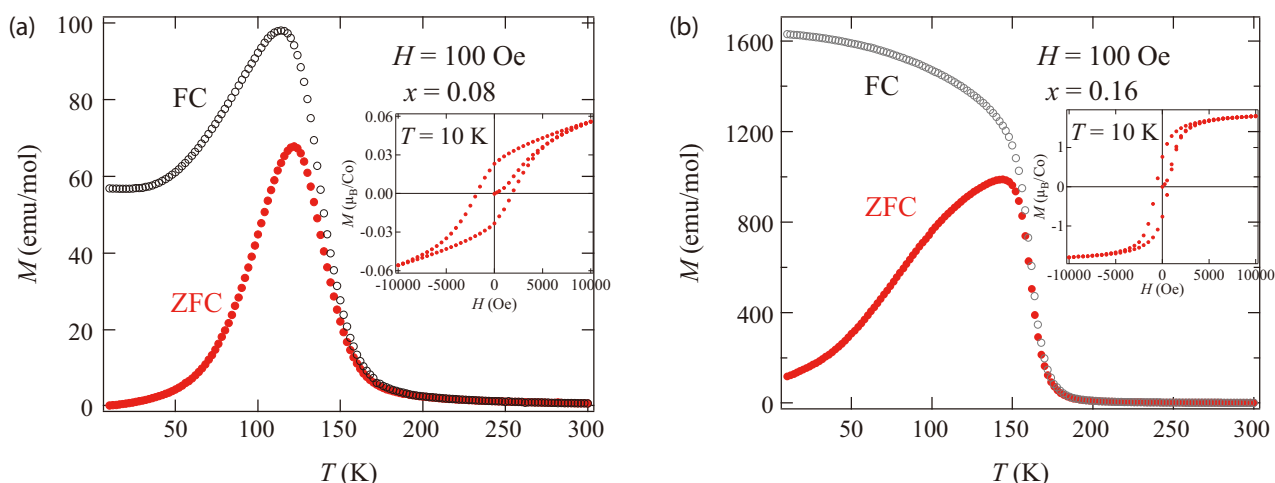 (a)
100
80
60
40
20
0
M (emu/mol)
50
100
150
200
250
300
T (K)
FC
ZFC
H = 100 Oe
x = 0.08
T = 10 K
0.06
0.03
0.00
-0.03
-0.06
M (μB/Co)
-10000
-5000
0
5000
10000
H (Oe)
(b)
1600
1200
800
400
0
M (emu/mol)
50
100
150
200
250
300
T (K)
FC
ZFC
H = 100 Oe
x = 0.16
T = 10 K
1
0
-1
M (μB/Co)
-10000
-5000
0
5000
10000
H (Oe)